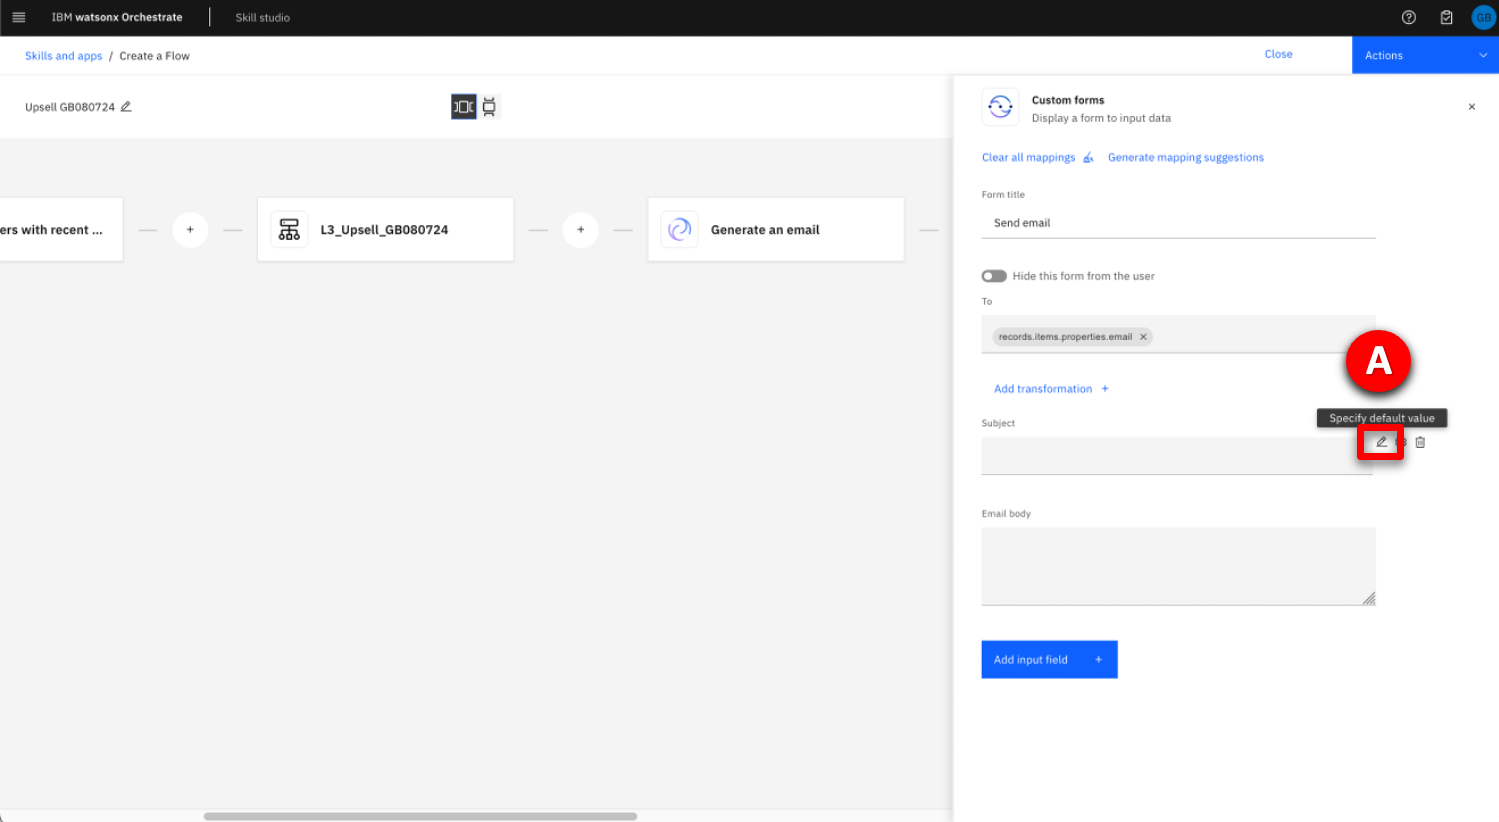 IBM watsonx Orchestrate
Skill studio
GB
Skills and apps / Create a Flow
Close
Actions
Upsell GB080724
Custom forms
Display a form to input data
Clear all mappings
Generate mapping suggestions
Form title
Send email
ers with recent ...
+
L3_Upsell_GB080724
+
Generate an email
Hide this form from the user
To
records.items.properties.email ×
A
Add transformation +
Specify default value
Subject
Email body
Add input field +